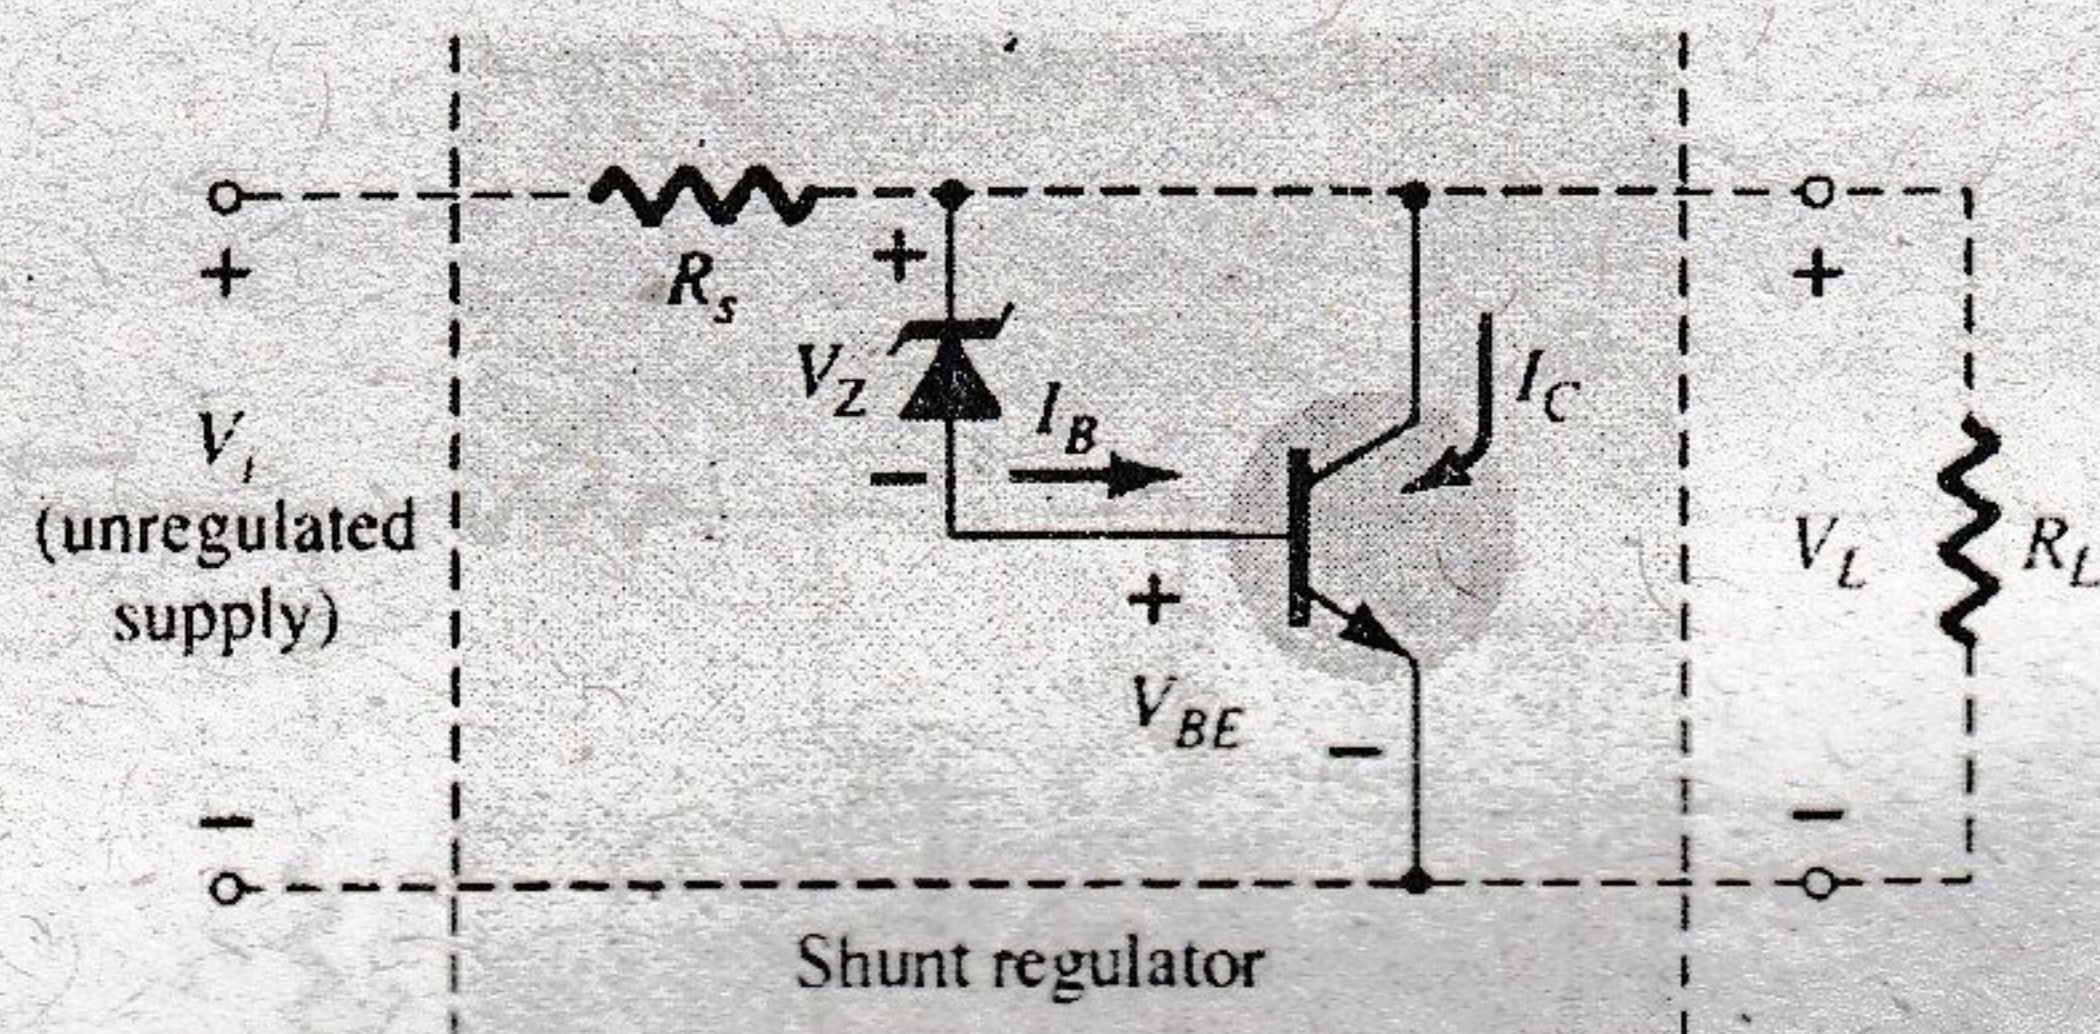 +
R_s
+
+
V_Z
I_B
I_C
V_i
(unregulated
supply)
−
V_L
R_L
+
V_BE
−
−
−
Shunt regulator